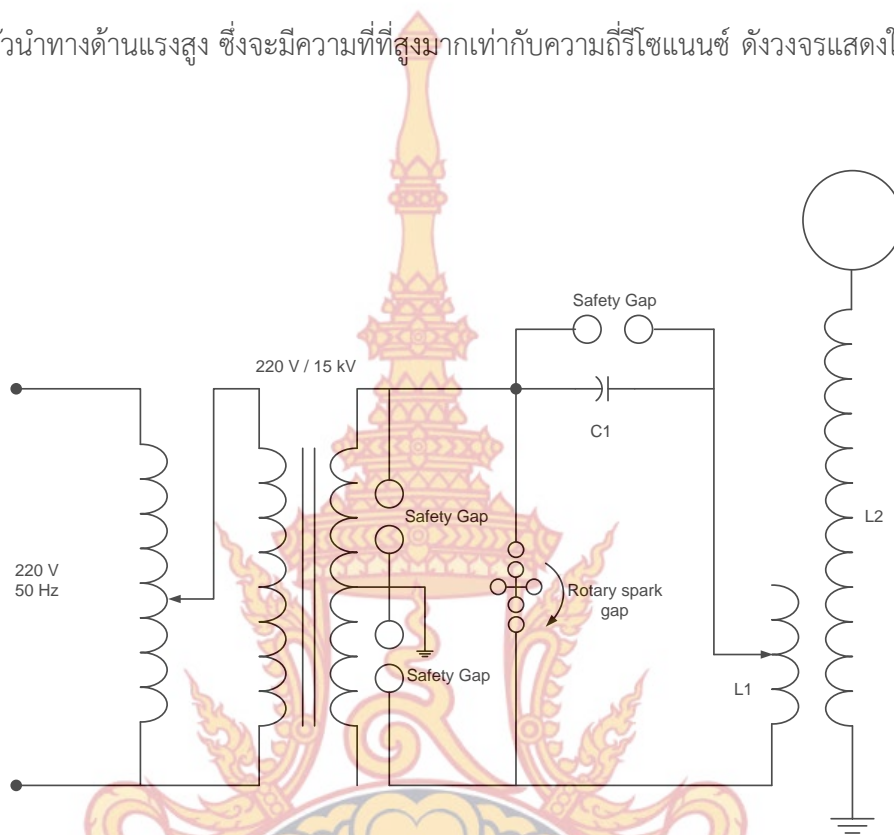 ตัวนำทางด้านแรงสูง ซึ่งจะมีความที่ที่สูงมากเท่ากับความถี่รีโซแนนซ์ ดังวงจรแสดงใ
Safety Gap
220 V / 15 kV
C1
Safety Gap
L2
220 V
50 Hz
Rotary spark
gap
Safety Gap
L1